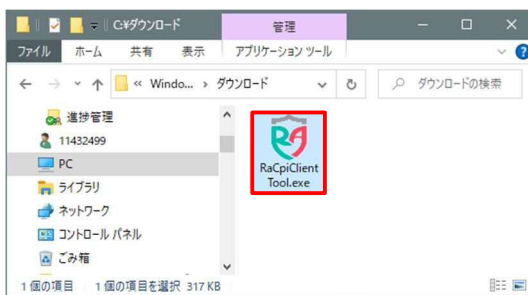 C:¥ダウンロード
管理
ファイル ホーム 共有 表示 アプリケーション ツール
« Windo... › ダウンロード ダウンロードの検索
進捗管理
11432499
PC
ライブラリ
ネットワーク
コントロール パネル
ごみ箱
RA
RaCpiClient
Tool.exe
1 個の項目 1 個の項目を選択 317 KB